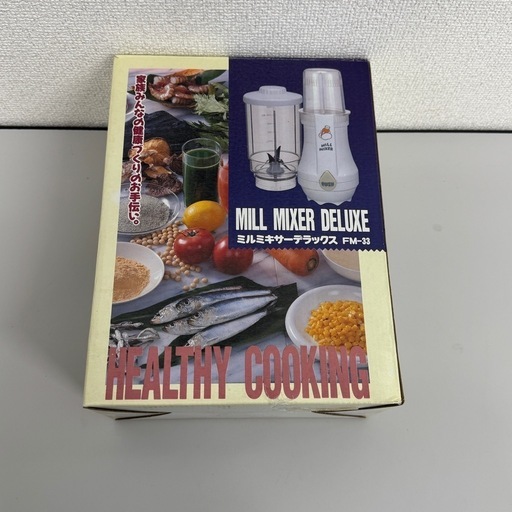 家族みんなの健康づくりのお手伝い。
MILL
MIXER
MILL MIXER DELUXE
ミルミキサーデラックス FM-33
HEALTHY COOKING